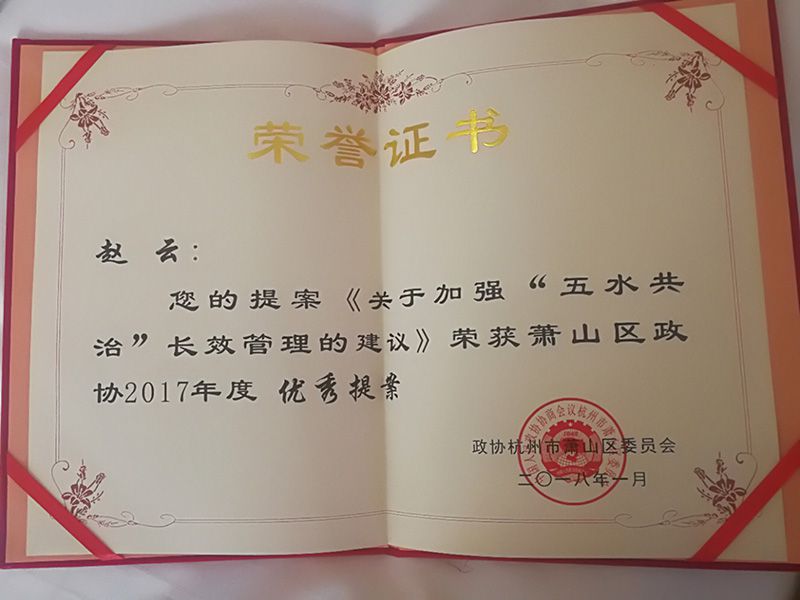 荣誉证书
赵云：
您的提案《关于加强“五水共
治”长效管理的建议》荣获萧山区政
协2017年度 优秀提案
政协杭州市萧山区委员会
二〇一八年一月